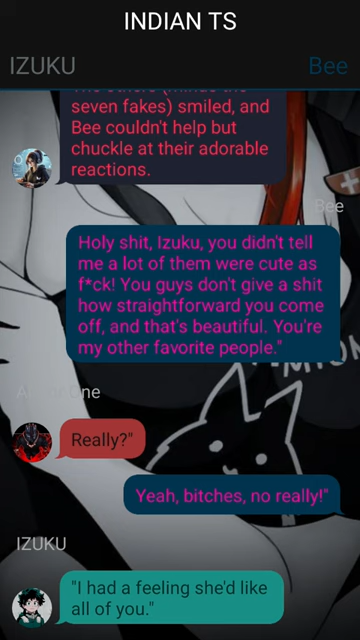 INDIAN TS
IZUKU
Bee
seven fakes) smiled, and
Bee couldn't help but
chuckle at their adorable
reactions.
Bee
Holy shit, Izuku, you didn't tell
me a lot of them were cute as
f*ck! You guys don't give a shit
how straightforward you come
off, and that's beautiful. You're
my other favorite people."
Really?"
Yeah, bitches, no really!"
IZUKU
"I had a feeling she'd like
all of you."